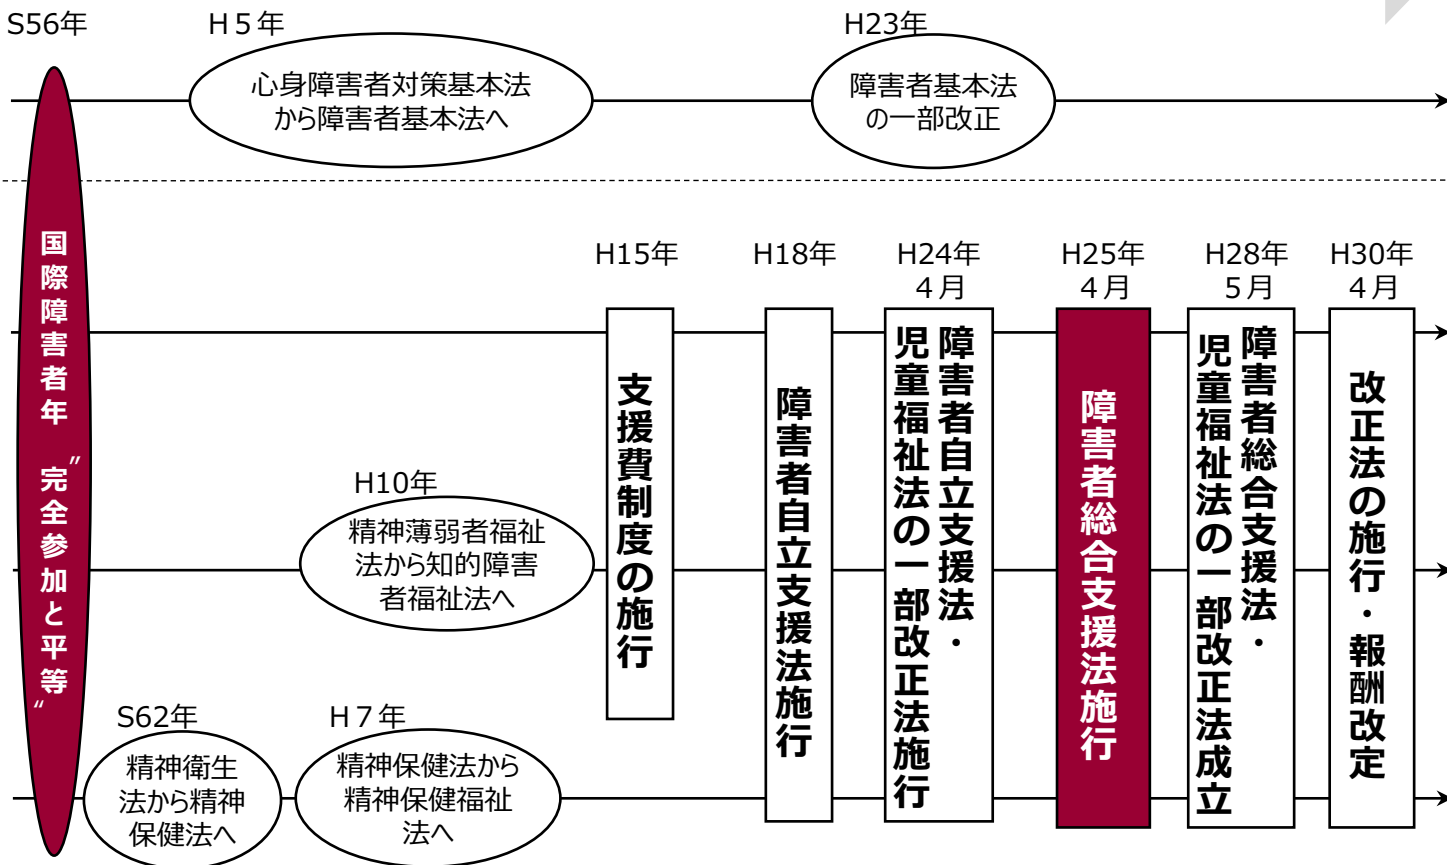 S56年
H５年
H23年
心身障害者対策基本法
から障害者基本法へ
障害者基本法
の一部改正
国際障害者年　〝完全参加と平等〟
H15年
H18年
H24年
４月
H25年
４月
H28年
５月
H30年
４月
支援費制度の施行
障害者自立支援法施行
障害者自立支援法・
児童福祉法の一部改正法施行
障害者総合支援法施行
障害者総合支援法・
児童福祉法の一部改正法成立
改正法の施行・報酬改定
H10年
精神薄弱者福祉
法から知的障害
者福祉法へ
S62年
H７年
精神衛生
法から精神
保健法へ
精神保健法から
精神保健福祉
法へ